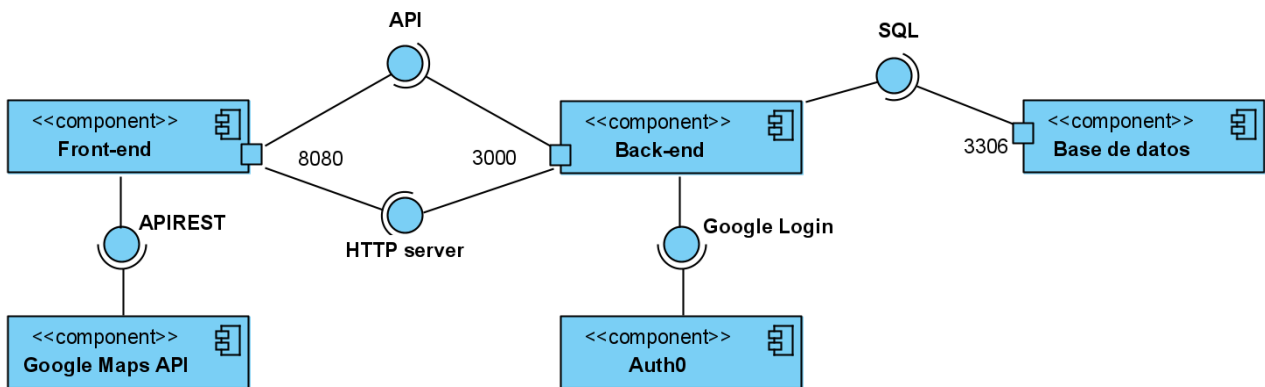 API
SQL
<<component>>
Front-end
8080
3000
<<component>>
Back-end
3306
<<component>>
Base de datos
APIREST
HTTP server
Google Login
<<component>>
Google Maps API
<<component>>
Auth0